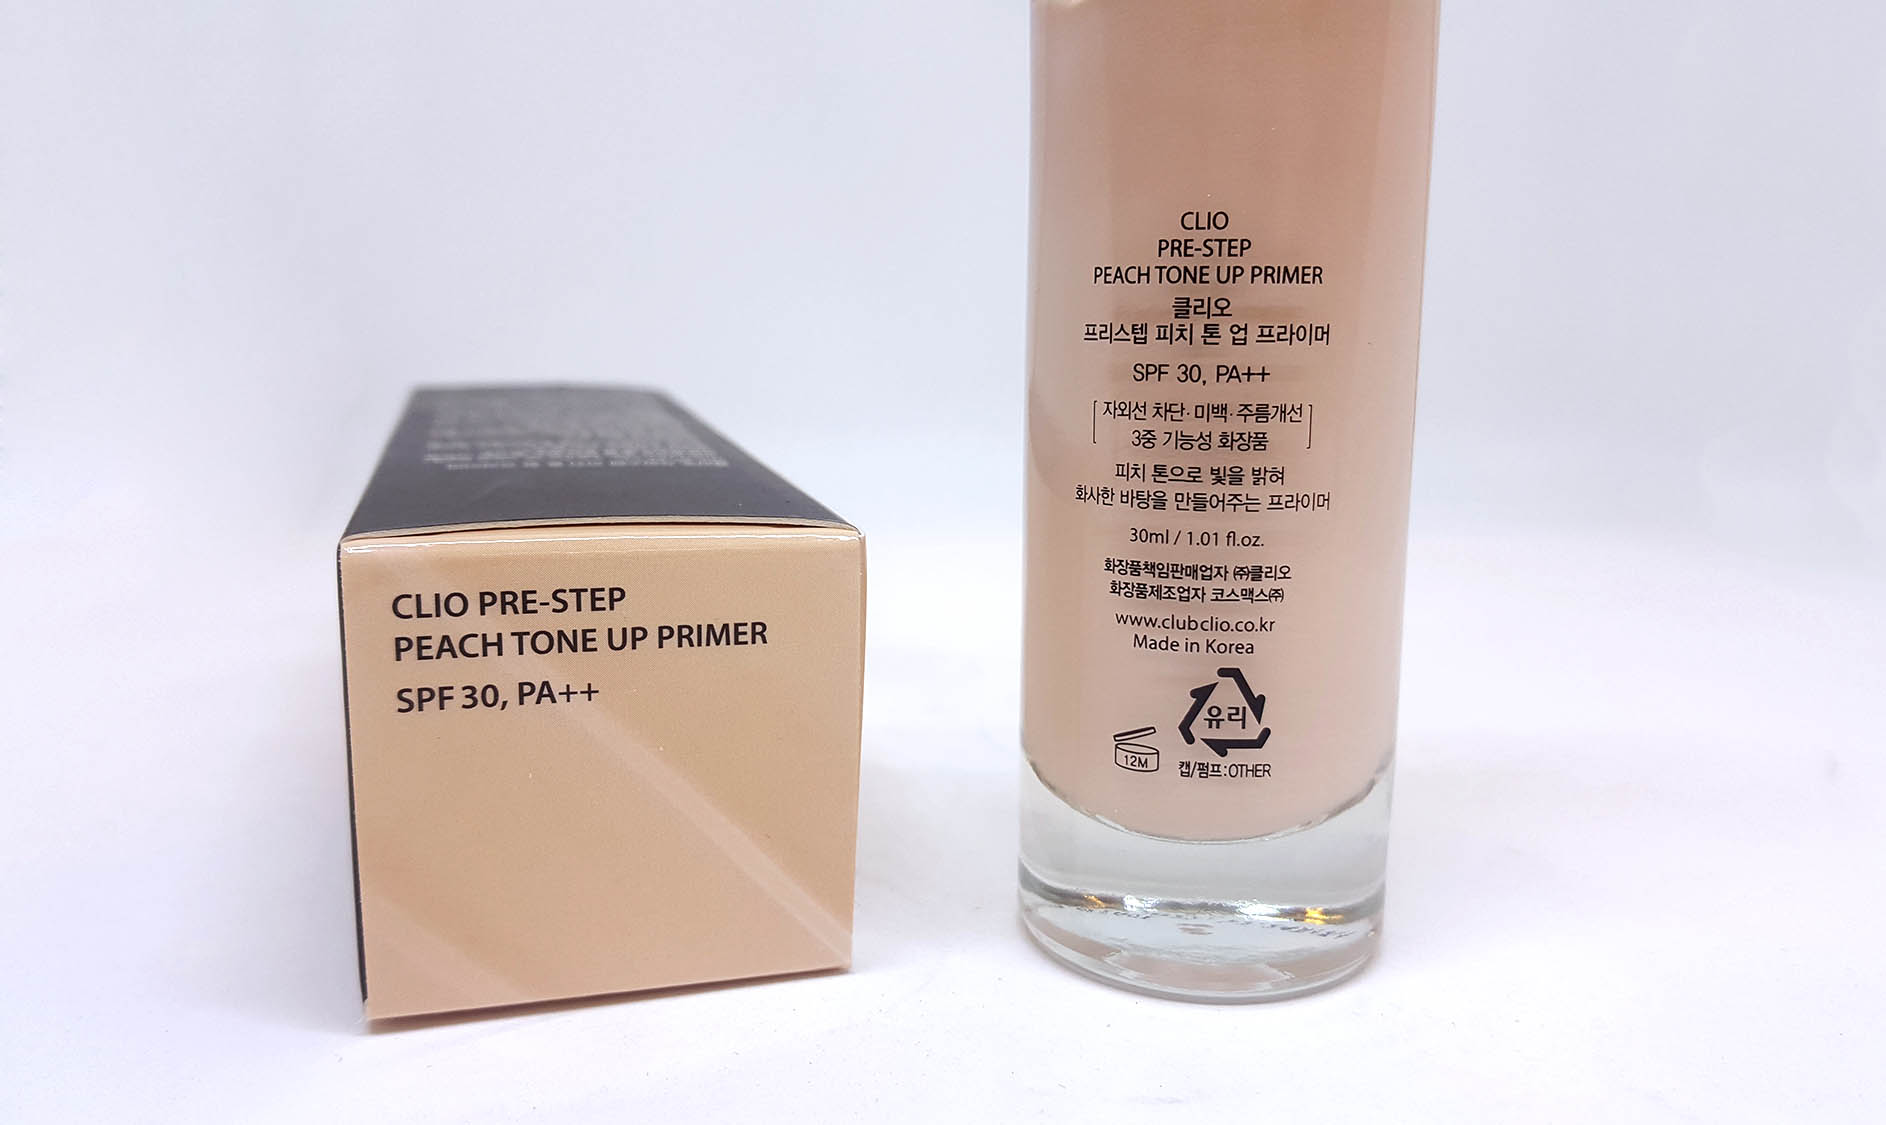 CLIO PRE-STEP
PEACH TONE UP PRIMER
SPF 30, PA++
CLIO
PRE-STEP
PEACH TONE UP PRIMER
클리오
프리스텝 피치 톤 업 프라이머
SPF 30, PA++
[자외선 차단·미백·주름개선
3중 기능성 화장품]
피치 톤으로 빛을 밝혀
화사한 바탕을 만들어주는 프라이머
30ml / 1.01 fl.oz.
화장품책임판매업자 ㈜클리오
화장품제조업자 코스맥스㈜
www.clubclio.co.kr
Made in Korea
유리
12M
캡/펌프:OTHER